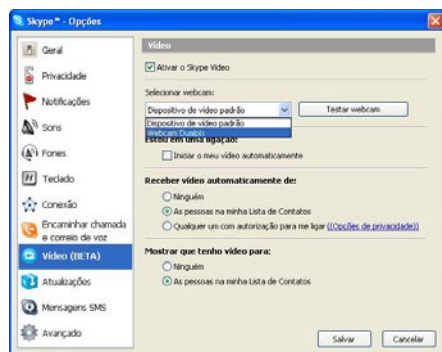 Skype™ - Opções
Geral
Privacidade
Notificações
Sons
Fones
Teclado
Conexão
Encaminhar chamada
e correio de voz
Vídeo (BETA)
Atualizações
Mensagens SMS
Avançado
Vídeo
Ativar o Skype Vídeo
Selecionar webcam:
Dispositivo de vídeo padrão
Testar webcam
Dispositivo de vídeo padrão
Webcam
Estou em uma ligação:
Iniciar o meu vídeo automaticamente
Receber vídeo automaticamente de:
Ninguém
As pessoas na minha Lista de Contatos
Qualquer um com autorização para me ligar ((Opções de privacidade))
Mostrar que tenho vídeo para:
Ninguém
As pessoas na minha Lista de Contatos
Salvar
Cancelar